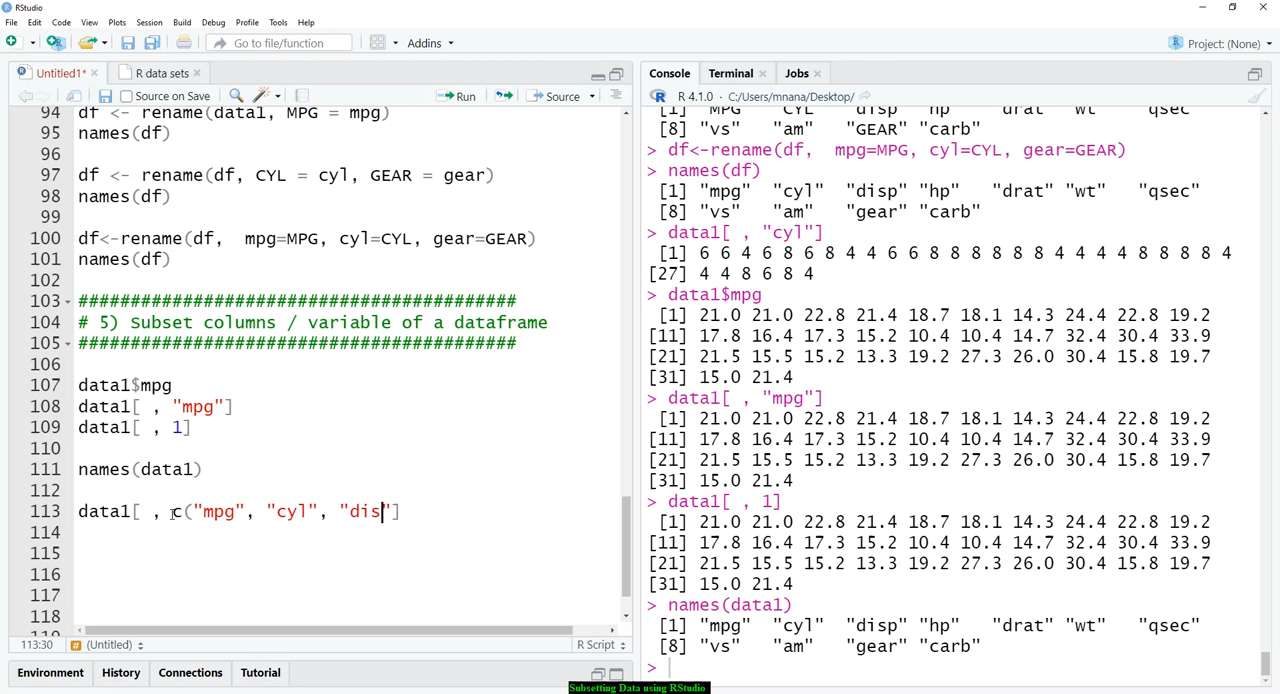 RStudio
File Edit Code View Plots Session Build Debug Profile Tools Help
Go to file/function Addins Project: (None)
Untitled1* R data sets
Source on Save Run Source
94 df <- rename(data1, MPG = mpg)
95 names(df)
96
97 df <- rename(df, CYL = cyl, GEAR = gear)
98 names(df)
99
100 df<-rename(df,  mpg=MPG, cyl=CYL, gear=GEAR)
101 names(df)
102
103 ##########################################
104 # 5) Subset columns / variable of a dataframe
105 ##########################################
106
107 data1$mpg
108 data1[ , "mpg"]
109 data1[ , 1]
110
111 names(data1)
112
113 data1[ , c("mpg", "cyl", "dis"]
114
115
116
117
118
113:30 (Untitled) R Script
Environment History Connections Tutorial
Console Terminal Jobs
R 4.1.0 · C:/Users/mnana/Desktop/
[1] "MPG" "CYL" "disp" "hp" "drat" "wt" "qsec"
[8] "vs" "am" "GEAR" "carb"
> df<-rename(df,  mpg=MPG, cyl=CYL, gear=GEAR)
> names(df)
[1] "mpg" "cyl" "disp" "hp" "drat" "wt" "qsec"
[8] "vs" "am" "gear" "carb"
> data1[ , "cyl"]
[1] 6 6 4 6 8 6 8 4 4 6 6 8 8 8 8 8 8 4 4 4 4 8 8 8 8 4
[27] 4 4 8 6 8 4
> data1$mpg
[1] 21.0 21.0 22.8 21.4 18.7 18.1 14.3 24.4 22.8 19.2
[11] 17.8 16.4 17.3 15.2 10.4 10.4 14.7 32.4 30.4 33.9
[21] 21.5 15.5 15.2 13.3 19.2 27.3 26.0 30.4 15.8 19.7
[31] 15.0 21.4
> data1[ , "mpg"]
[1] 21.0 21.0 22.8 21.4 18.7 18.1 14.3 24.4 22.8 19.2
[11] 17.8 16.4 17.3 15.2 10.4 10.4 14.7 32.4 30.4 33.9
[21] 21.5 15.5 15.2 13.3 19.2 27.3 26.0 30.4 15.8 19.7
[31] 15.0 21.4
> data1[ , 1]
[1] 21.0 21.0 22.8 21.4 18.7 18.1 14.3 24.4 22.8 19.2
[11] 17.8 16.4 17.3 15.2 10.4 10.4 14.7 32.4 30.4 33.9
[21] 21.5 15.5 15.2 13.3 19.2 27.3 26.0 30.4 15.8 19.7
[31] 15.0 21.4
> names(data1)
[1] "mpg" "cyl" "disp" "hp" "drat" "wt" "qsec"
[8] "vs" "am" "gear" "carb"
>
Subsetting Data using RStudio